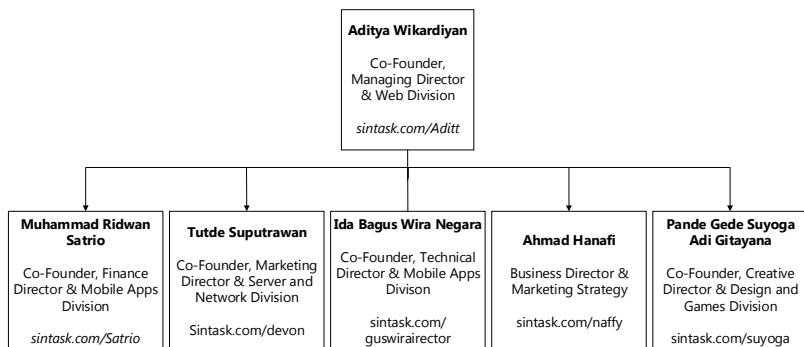 Aditya Wikardiyan
Co-Founder,
Managing Director
& Web Division
sintask.com/Aditt
Muhammad Ridwan
Satrio
Co-Founder, Finance
Director & Mobile Apps
Division
sintask.com/Satrio
Tutde Suputrawan
Co-Founder, Marketing
Director & Server and
Network Division
Sintask.com/devon
Ida Bagus Wira Negara
Co-Founder, Technical
Director & Mobile Apps
Divison
sintask.com/
guswirairector
Ahmad Hanafi
Business Director &
Marketing Strategy
sintask.com/naffy
Pande Gede Suyoga
Adi Gitayana
Co-Founder, Creative
Director & Design and
Games Division
sintask.com/suyoga